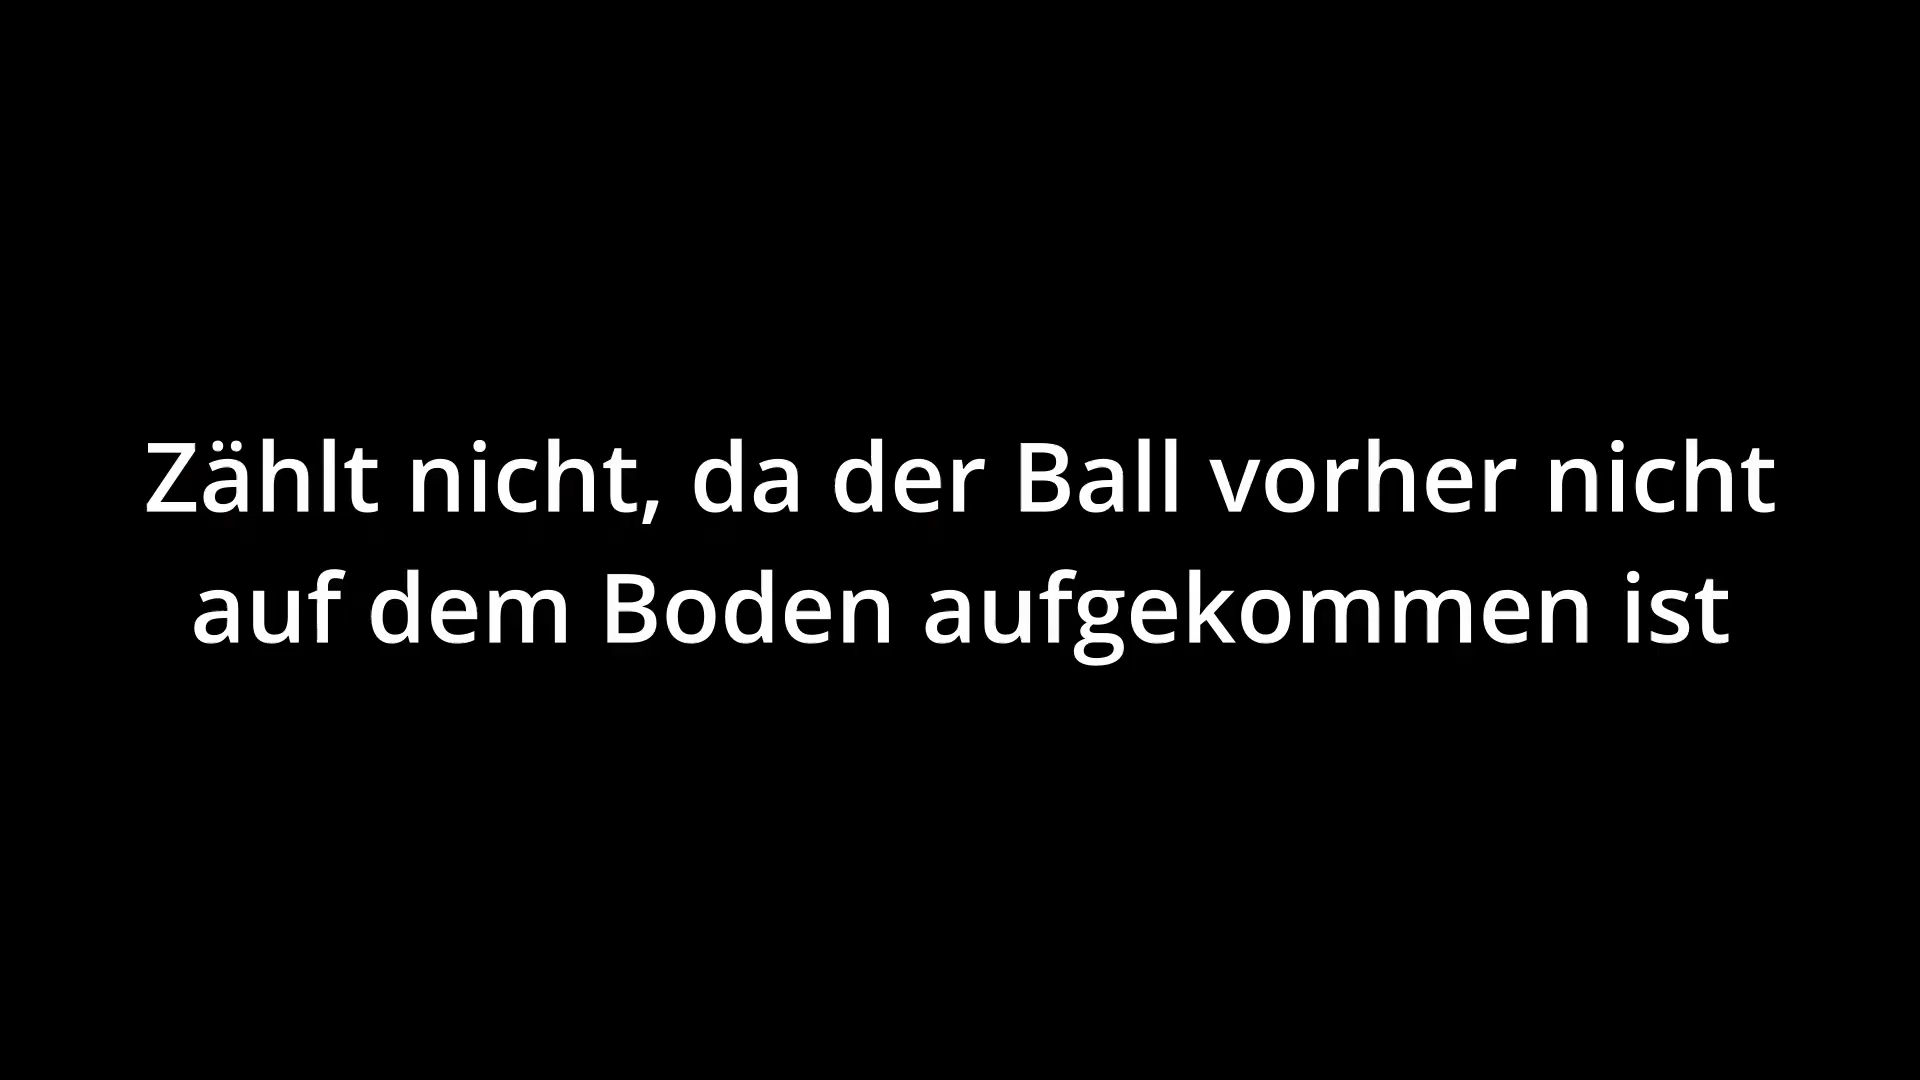 Zählt nicht, da der Ball vorher nicht
auf dem Boden aufgekommen ist